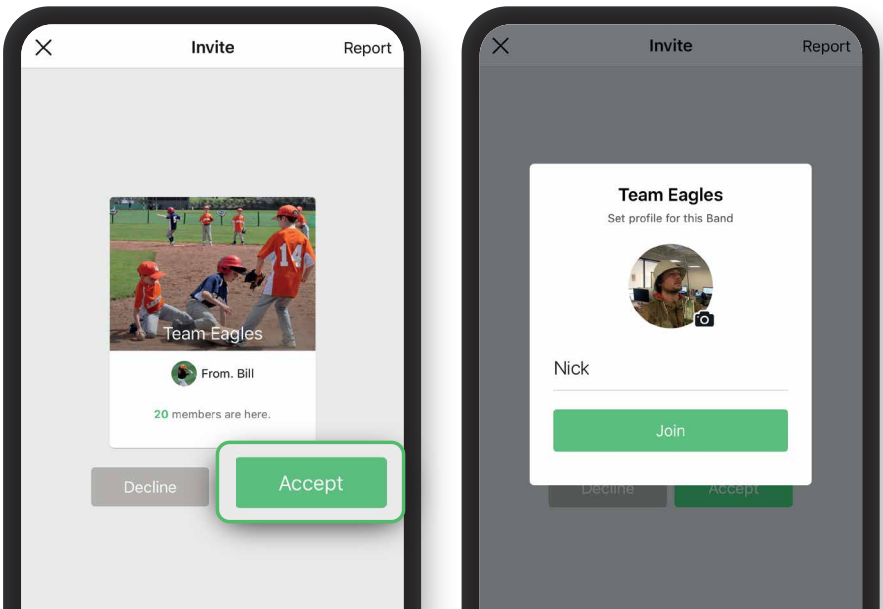 Invite
Report
14
Team Eagles
From. Bill
20 members are here.
Decline
Accept
Invite
Report
Team Eagles
Set profile for this Band
Nick
Join
Decline
Accept